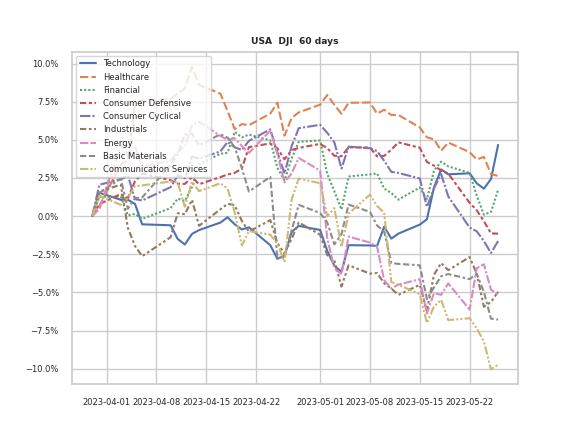 USA  DJI  60 days
10.0%
7.5%
5.0%
2.5%
0.0%
−2.5%
−5.0%
−7.5%
−10.0%
Technology
Healthcare
Financial
Consumer Defensive
Consumer Cyclical
Industrials
Energy
Basic Materials
Communication Services
2023-04-01 2023-04-08 2023-04-15 2023-04-22 2023-05-01 2023-05-08 2023-05-15 2023-05-22